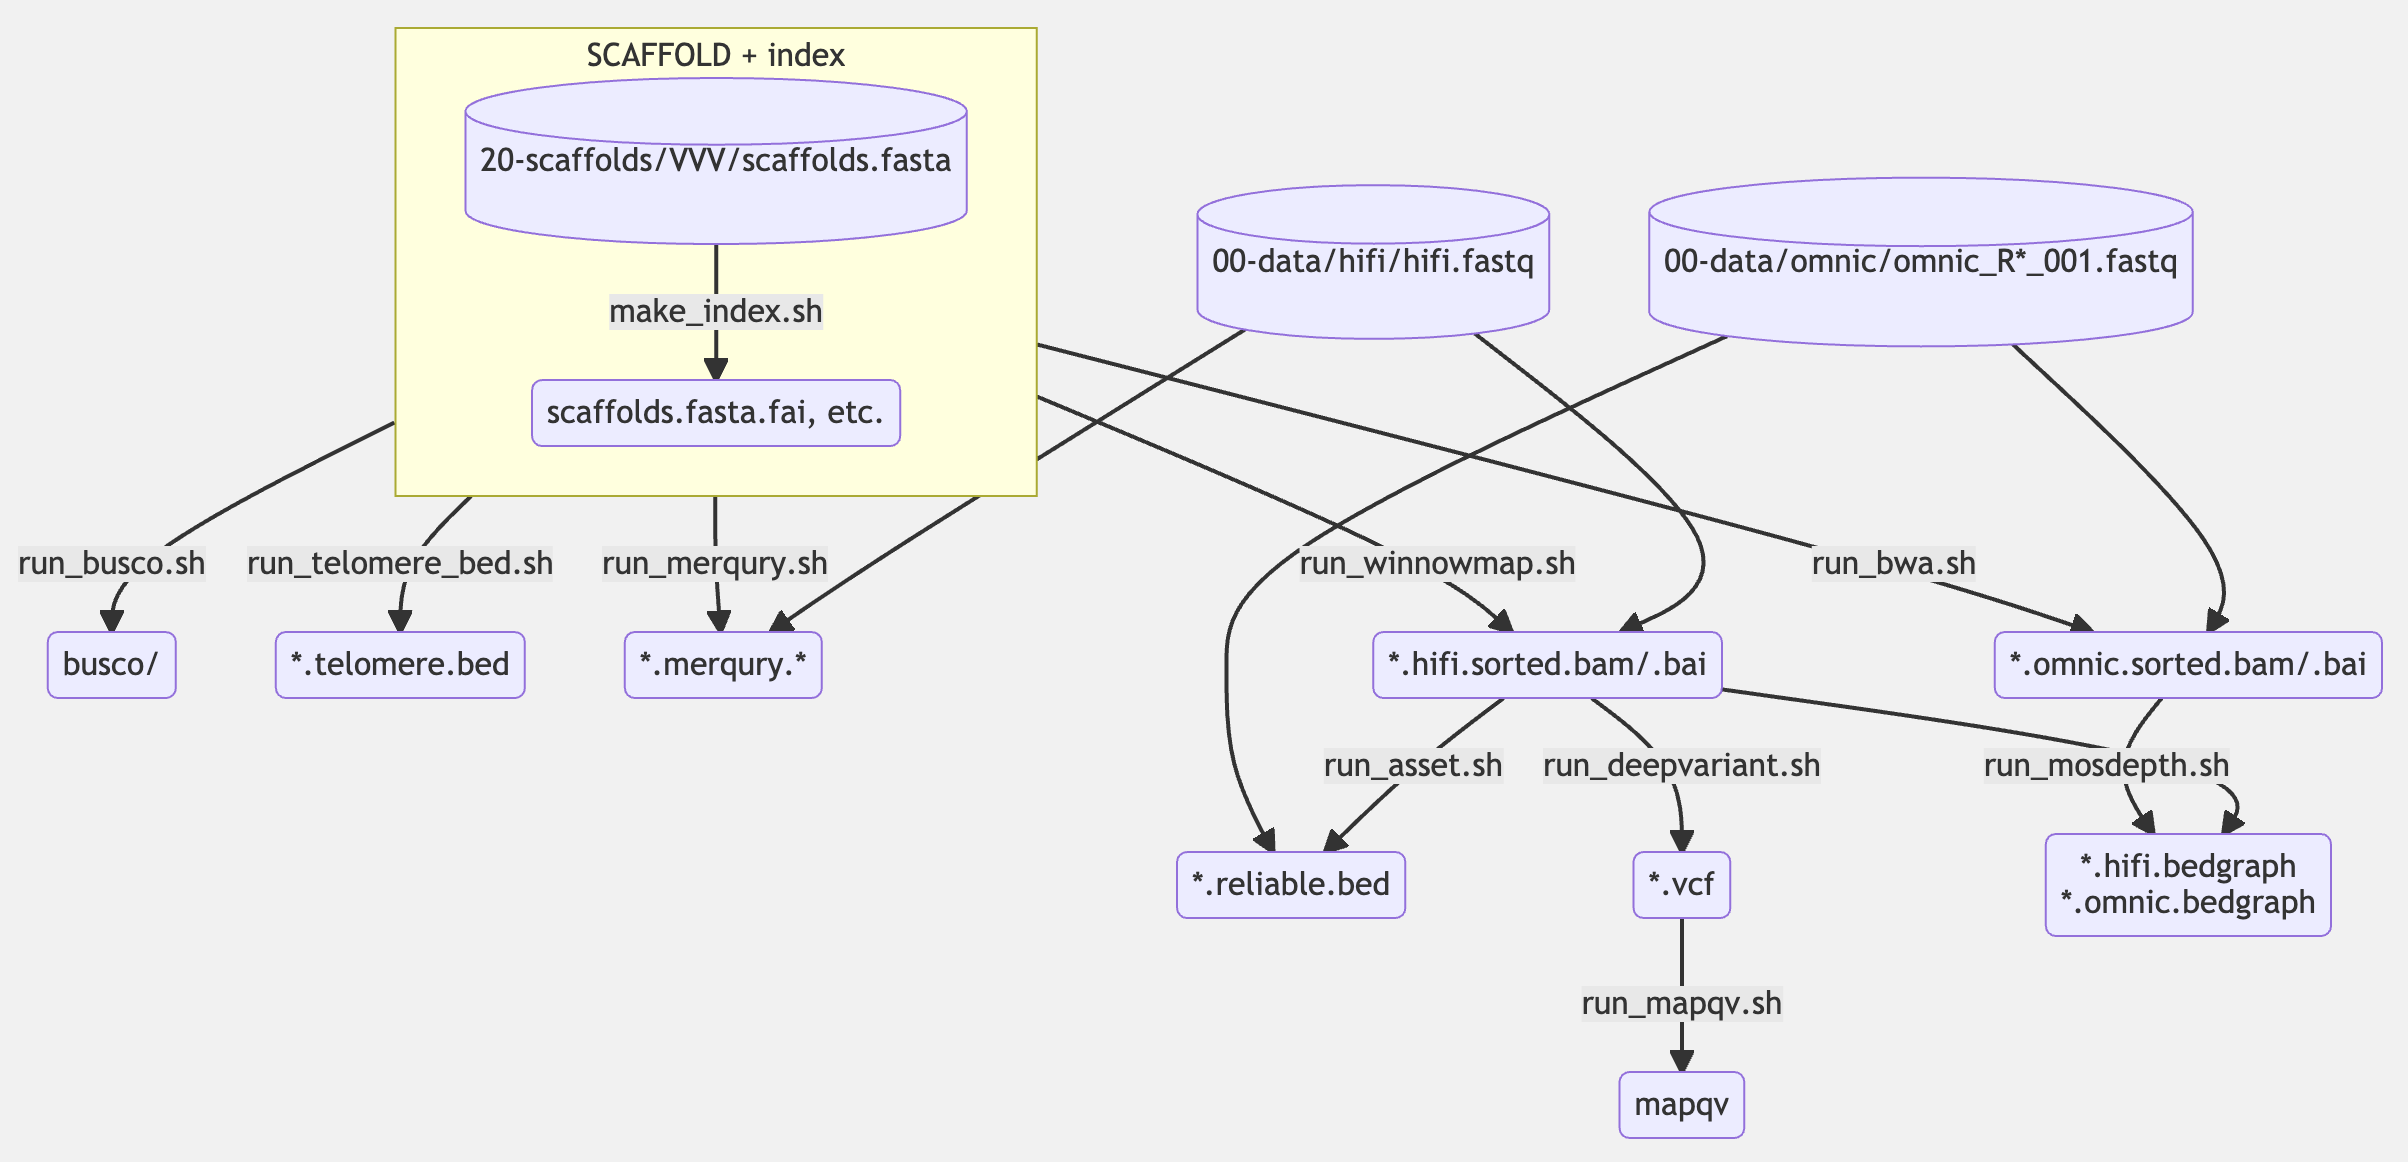 SCAFFOLD + index
20-scaffolds/VVV/scaffolds.fasta
00-data/hifi/hifi.fastq
00-data/omnic/omnic_R*_001.fastq
make_index.sh
scaffolds.fasta.fai, etc.
run_busco.sh
run_telomere_bed.sh
run_merqury.sh
run_winnowmap.sh
run_bwa.sh
busco/
*.telomere.bed
*.merqury.*
*.hifi.sorted.bam/.bai
*.omnic.sorted.bam/.bai
run_asset.sh
run_deepvariant.sh
run_mosdepth.sh
*.reliable.bed
*.vcf
*.hifi.bedgraph
*.omnic.bedgraph
run_mapqv.sh
mapqv